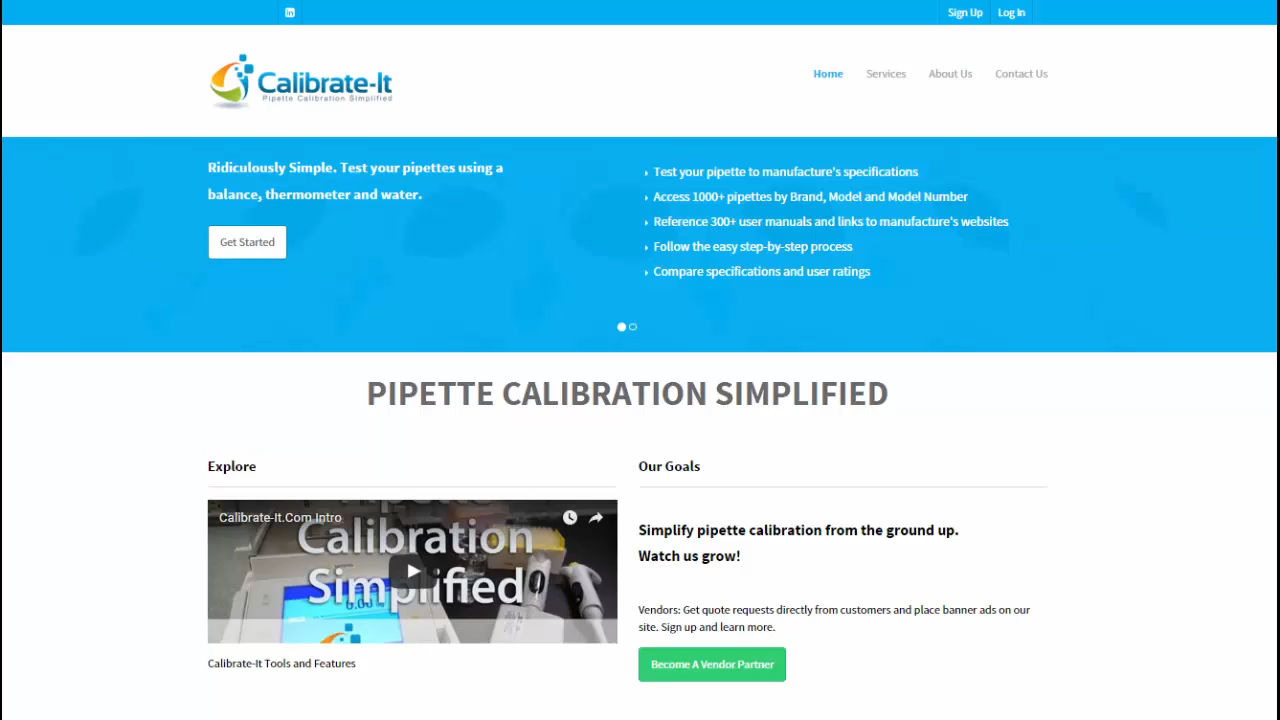 in
Sign Up
Log In
Calibrate-It
Pipette Calibration Simplified
Home
Services
About Us
Contact Us
Ridiculously Simple. Test your pipettes using a
balance, thermometer and water.
Get Started
Test your pipette to manufacture's specifications
Access 1000+ pipettes by Brand, Model and Model Number
Reference 300+ user manuals and links to manufacture's websites
Follow the easy step-by-step process
Compare specifications and user ratings
PIPETTE CALIBRATION SIMPLIFIED
Explore
Calibrate-It.Com Intro
Pipette
Calibration
Simplified
Calibrate-It Tools and Features
Our Goals
Simplify pipette calibration from the ground up.
Watch us grow!
Vendors: Get quote requests directly from customers and place banner ads on our
site. Sign up and learn more.
Become A Vendor Partner